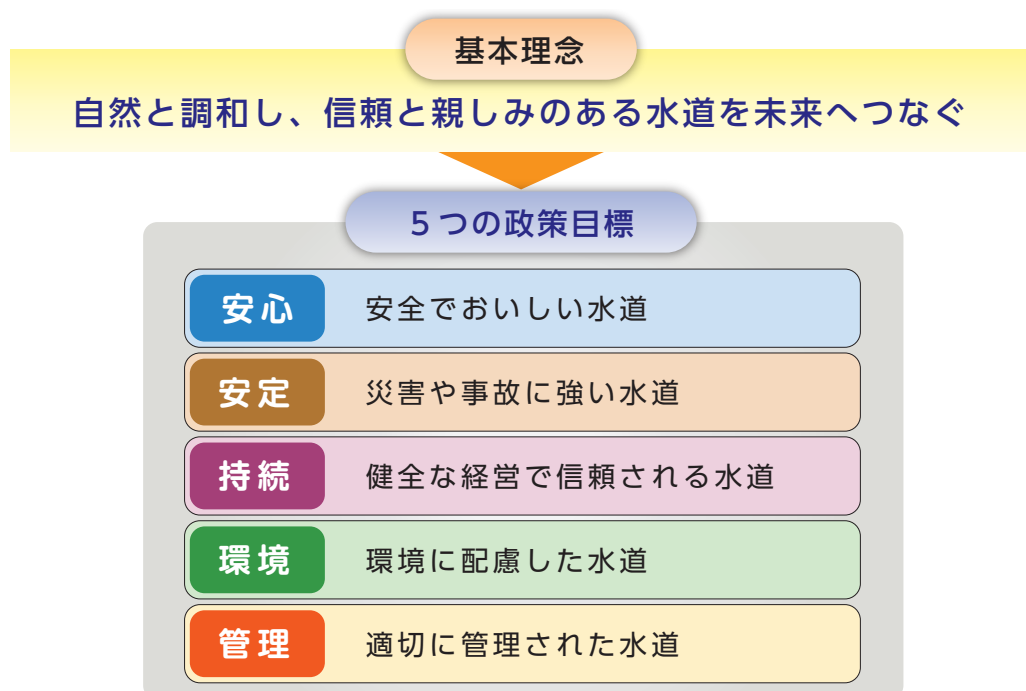 基本理念
自然と調和し、信頼と親しみのある水道を未来へつなぐ
5つの政策目標
安心 安全でおいしい水道
安定 災害や事故に強い水道
持続 健全な経営で信頼される水道
環境 環境に配慮した水道
管理 適切に管理された水道